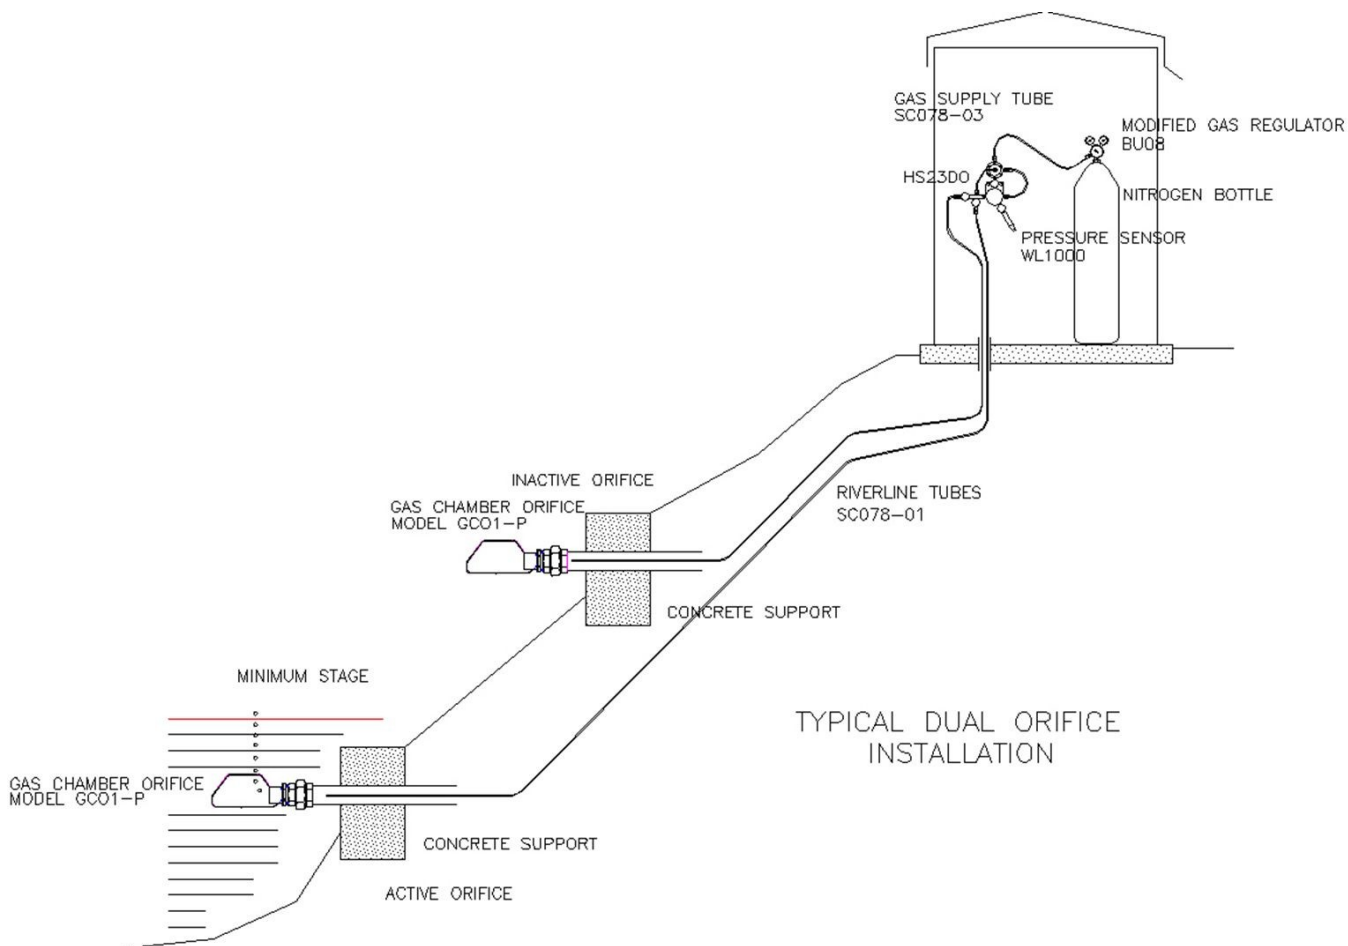 GAS SUPPLY TUBE
SC078-03
MODIFIED GAS REGULATOR
BU08
HS23DO
NITROGEN BOTTLE
PRESSURE SENSOR
WL1000
INACTIVE ORIFICE
GAS CHAMBER ORIFICE
MODEL GCO1-P
RIVERLINE TUBES
SC078-01
CONCRETE SUPPORT
MINIMUM STAGE
TYPICAL DUAL ORIFICE
INSTALLATION
GAS CHAMBER ORIFICE
MODEL GCO1-P
CONCRETE SUPPORT
ACTIVE ORIFICE